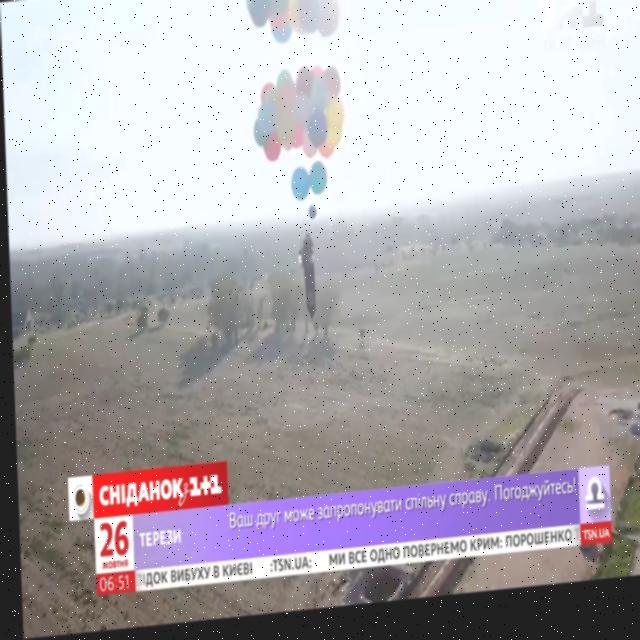 СНІДАНОК 1+1
26
ЖОВТНЯ
06:51
ТЕРЕЗИ
Ваш друг може запропонувати спільну справу. Погоджуйтесь!
ВИБУХУ В КИЄВІ :TSN.UA: МИ ВСЕ ОДНО ПОВЕРНЕМО КРИМ: ПОРОШЕНКО
TSN.UA